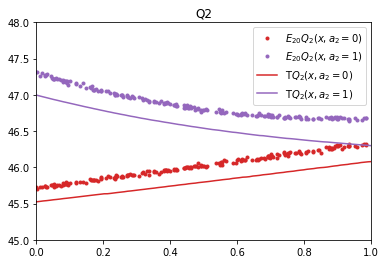 Q2
48.0
47.5
47.0
46.5
46.0
45.5
45.0
0.0 0.2 0.4 0.6 0.8 1.0
E₂₀Q₂(x, a₂ = 0)
E₂₀Q₂(x, a₂ = 1)
TQ₂(x, a₂ = 0)
TQ₂(x, a₂ = 1)